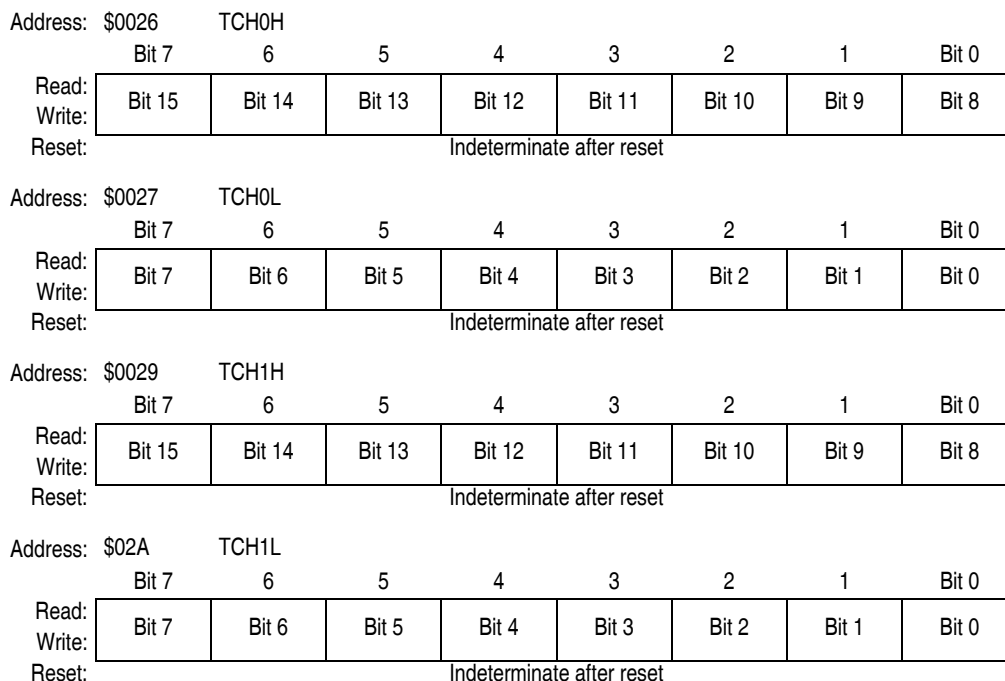 Address: $0026 TCH0H
Bit 7 6 5 4 3 2 1 Bit 0
Read:
Write:
Bit 15 Bit 14 Bit 13 Bit 12 Bit 11 Bit 10 Bit 9 Bit 8
Reset: Indeterminate after reset
Address: $0027 TCH0L
Bit 7 6 5 4 3 2 1 Bit 0
Read:
Write:
Bit 7 Bit 6 Bit 5 Bit 4 Bit 3 Bit 2 Bit 1 Bit 0
Reset: Indeterminate after reset
Address: $0029 TCH1H
Bit 7 6 5 4 3 2 1 Bit 0
Read:
Write:
Bit 15 Bit 14 Bit 13 Bit 12 Bit 11 Bit 10 Bit 9 Bit 8
Reset: Indeterminate after reset
Address: $02A TCH1L
Bit 7 6 5 4 3 2 1 Bit 0
Read:
Write:
Bit 7 Bit 6 Bit 5 Bit 4 Bit 3 Bit 2 Bit 1 Bit 0
Reset: Indeterminate after reset